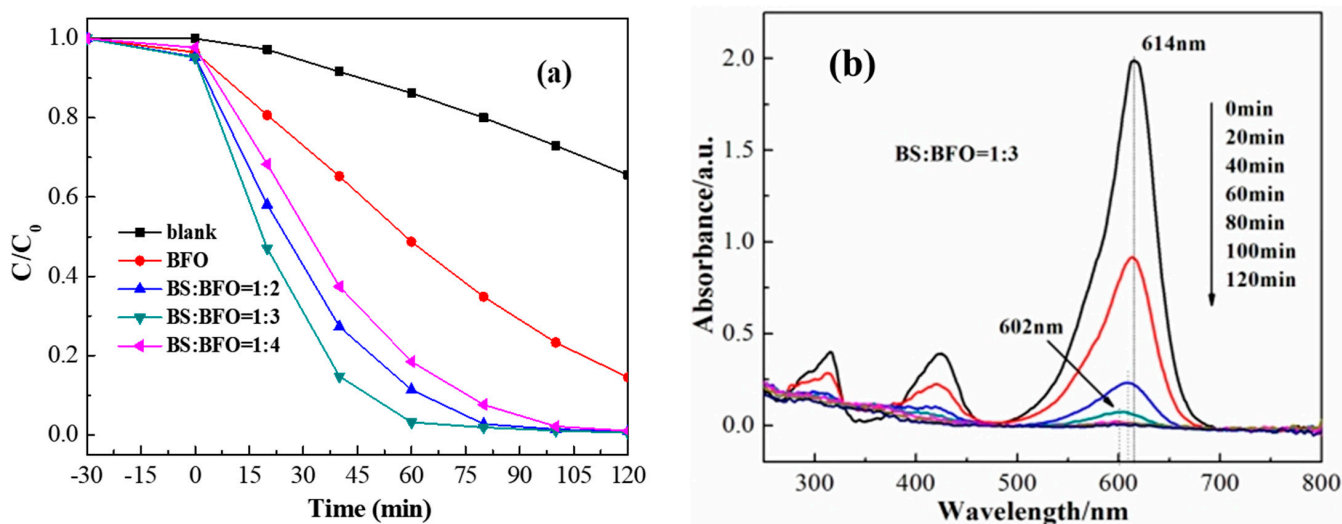 (a)
C/C0
1.0
0.8
0.6
0.4
0.2
0.0
blank
BFO
BS:BFO=1:2
BS:BFO=1:3
BS:BFO=1:4
-30 -15 0 15 30 45 60 75 90 105 120
Time (min)
(b)
Absorbance/a.u.
2.0
1.5
1.0
0.5
0.0
614nm
BS:BFO=1:3
0min
20min
40min
60min
80min
100min
120min
602nm
300 400 500 600 700 800
Wavelength/nm